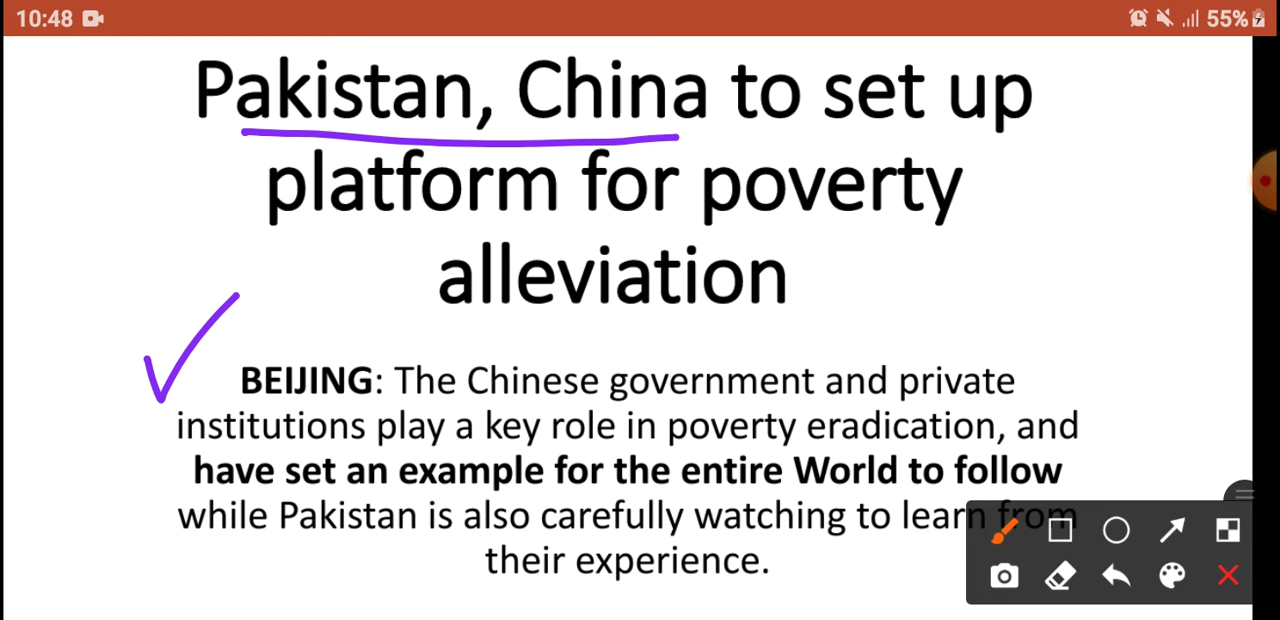 10:48
55%
Pakistan, China to set up
platform for poverty
alleviation
BEIJING: The Chinese government and private
institutions play a key role in poverty eradication, and
have set an example for the entire World to follow
while Pakistan is also carefully watching to learn from
their experience.